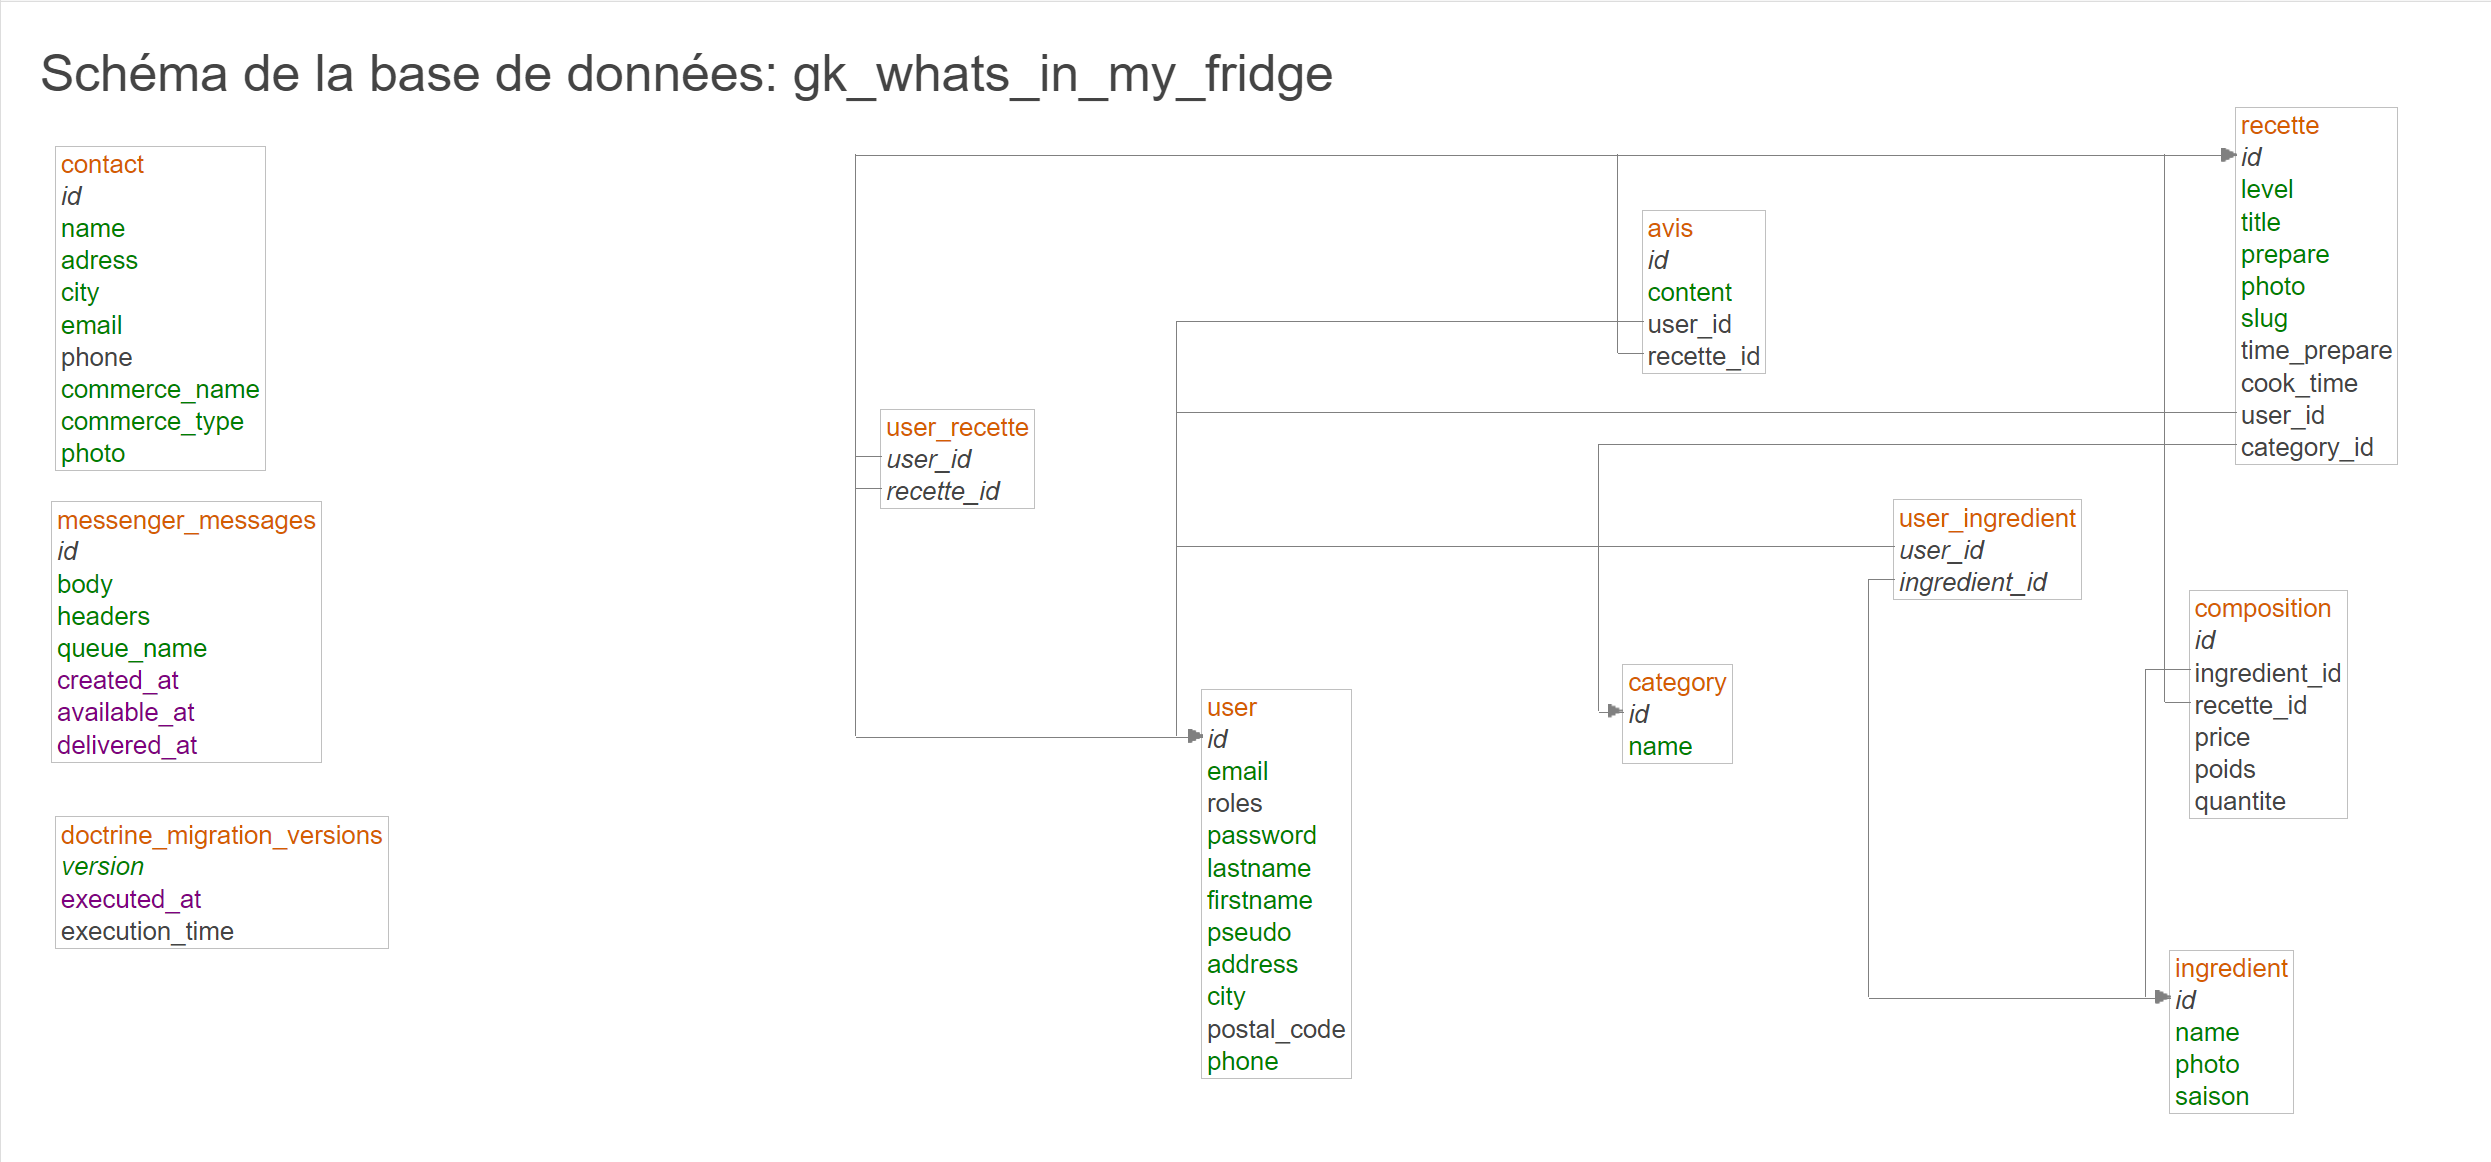 Schéma de la base de données: gk_whats_in_my_fridge
contact
id
name
adress
city
email
phone
commerce_name
commerce_type
photo
messenger_messages
id
body
headers
queue_name
created_at
available_at
delivered_at
doctrine_migration_versions
version
executed_at
execution_time
user_recette
user_id
recette_id
user
id
email
roles
password
lastname
firstname
pseudo
address
city
postal_code
phone
avis
id
content
user_id
recette_id
category
id
name
user_ingredient
user_id
ingredient_id
recette
id
level
title
prepare
photo
slug
time_prepare
cook_time
user_id
category_id
composition
id
ingredient_id
recette_id
price
poids
quantite
ingredient
id
name
photo
saison